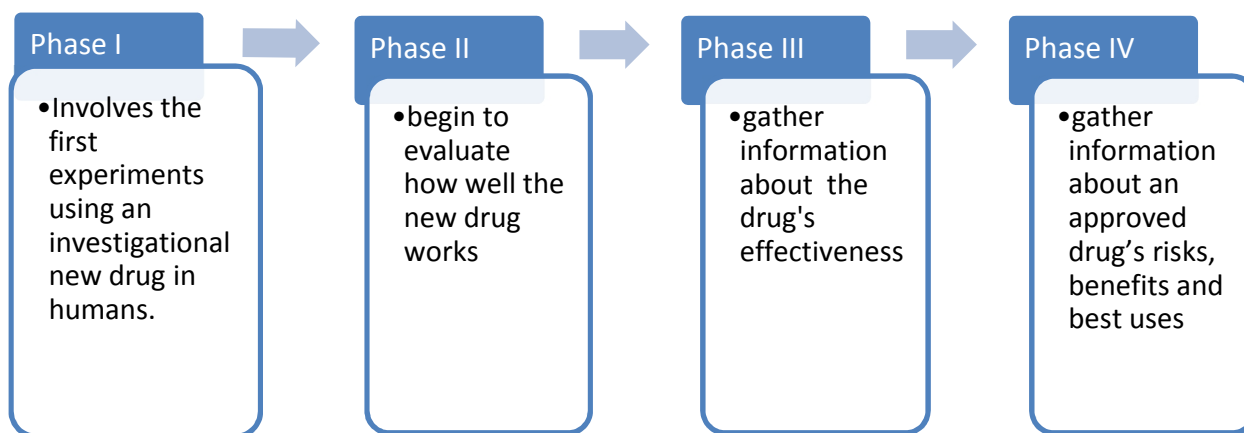 Phase I
•Involves the
first
experiments
using an
investigational
new drug in
humans.
Phase II
•begin to
evaluate
how well the
new drug
works
Phase III
•gather
information
about the
drug's
effectiveness
Phase IV
•gather
information
about an
approved
drug’s risks,
benefits and
best uses